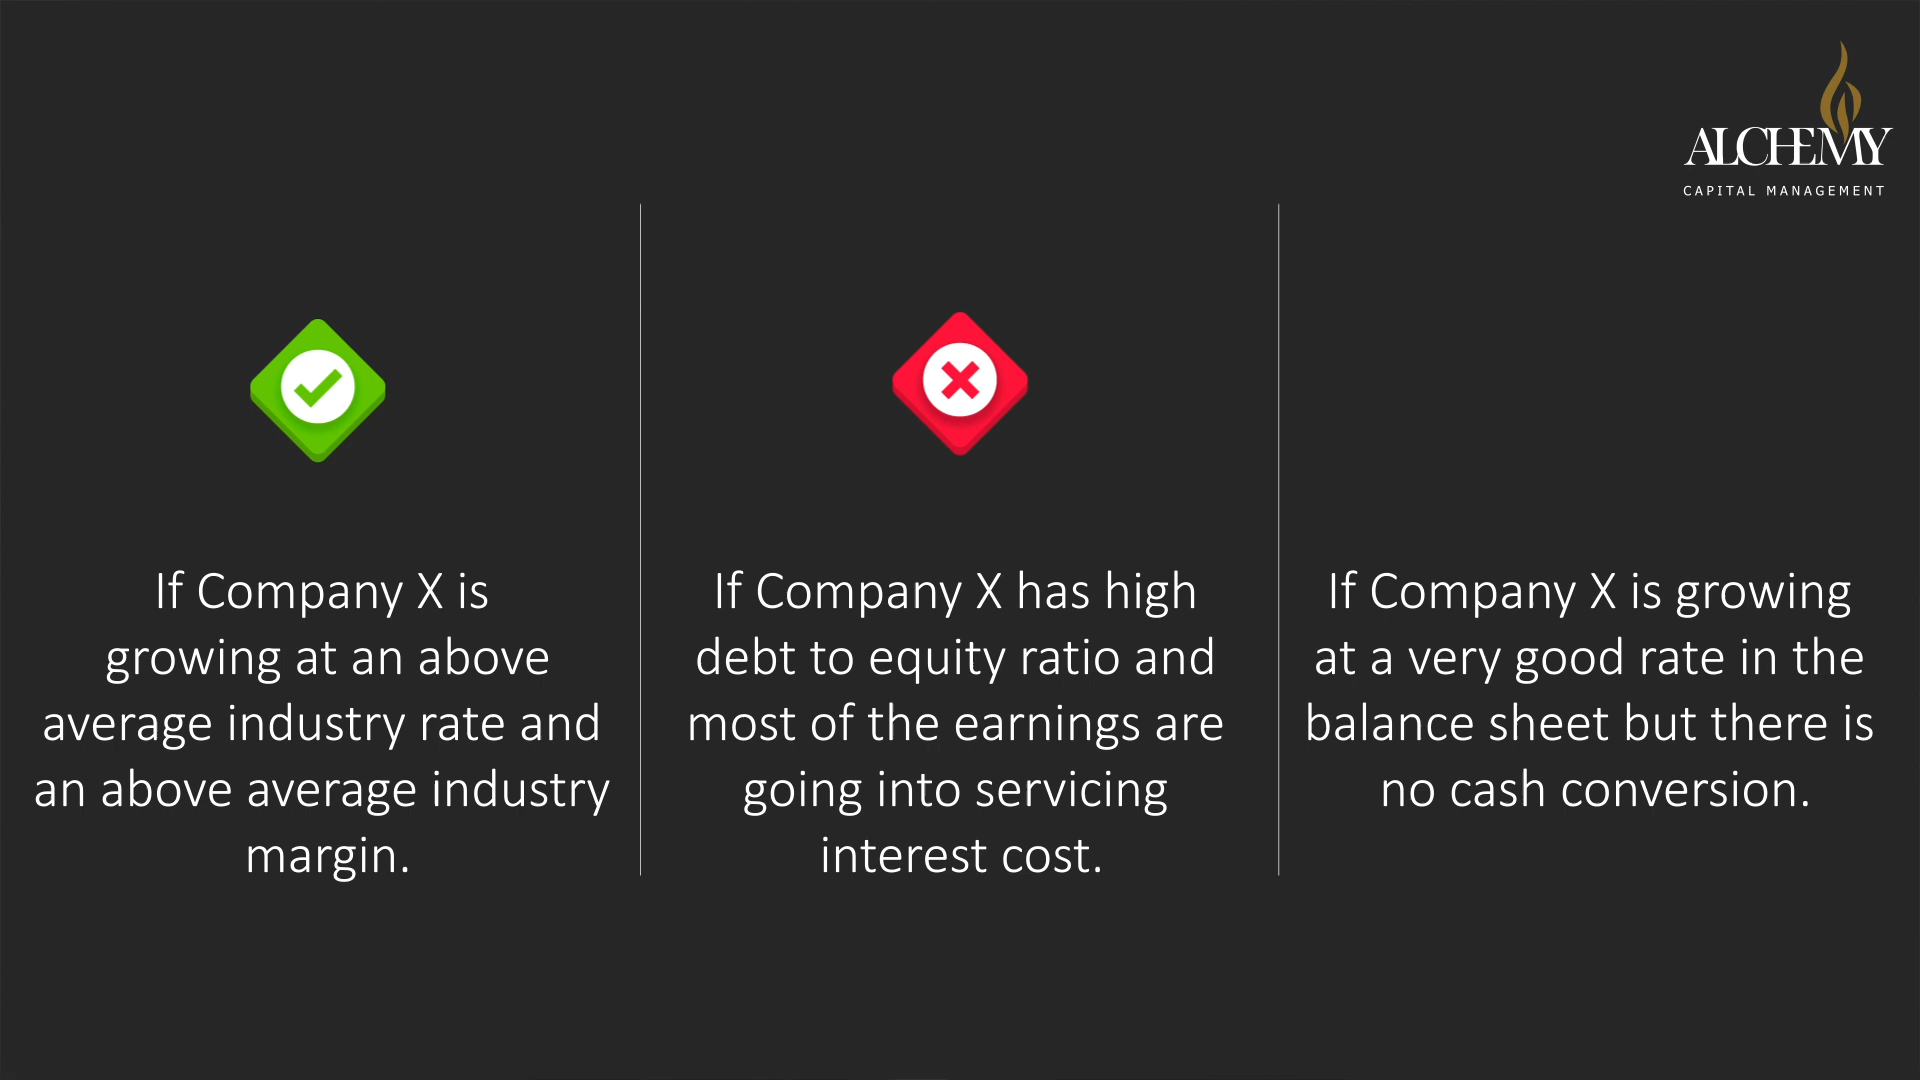 ALCHEMY
CAPITAL MANAGEMENT
If Company X is
growing at an above
average industry rate and
an above average industry
margin.
If Company X has high
debt to equity ratio and
most of the earnings are
going into servicing
interest cost.
If Company X is growing
at a very good rate in the
balance sheet but there is
no cash conversion.